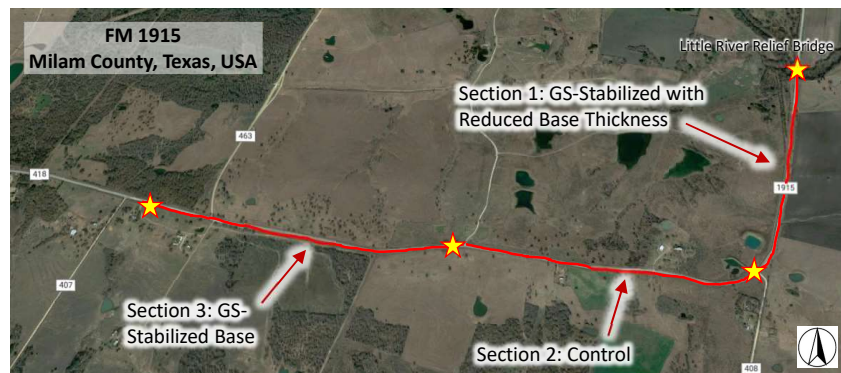 FM 1915
Milam County, Texas, USA
Little River Relief Bridge
Section 1: GS-Stabilized with
Reduced Base Thickness
463
418
1915
407
Section 3: GS-
Stabilized Base
Section 2: Control
408